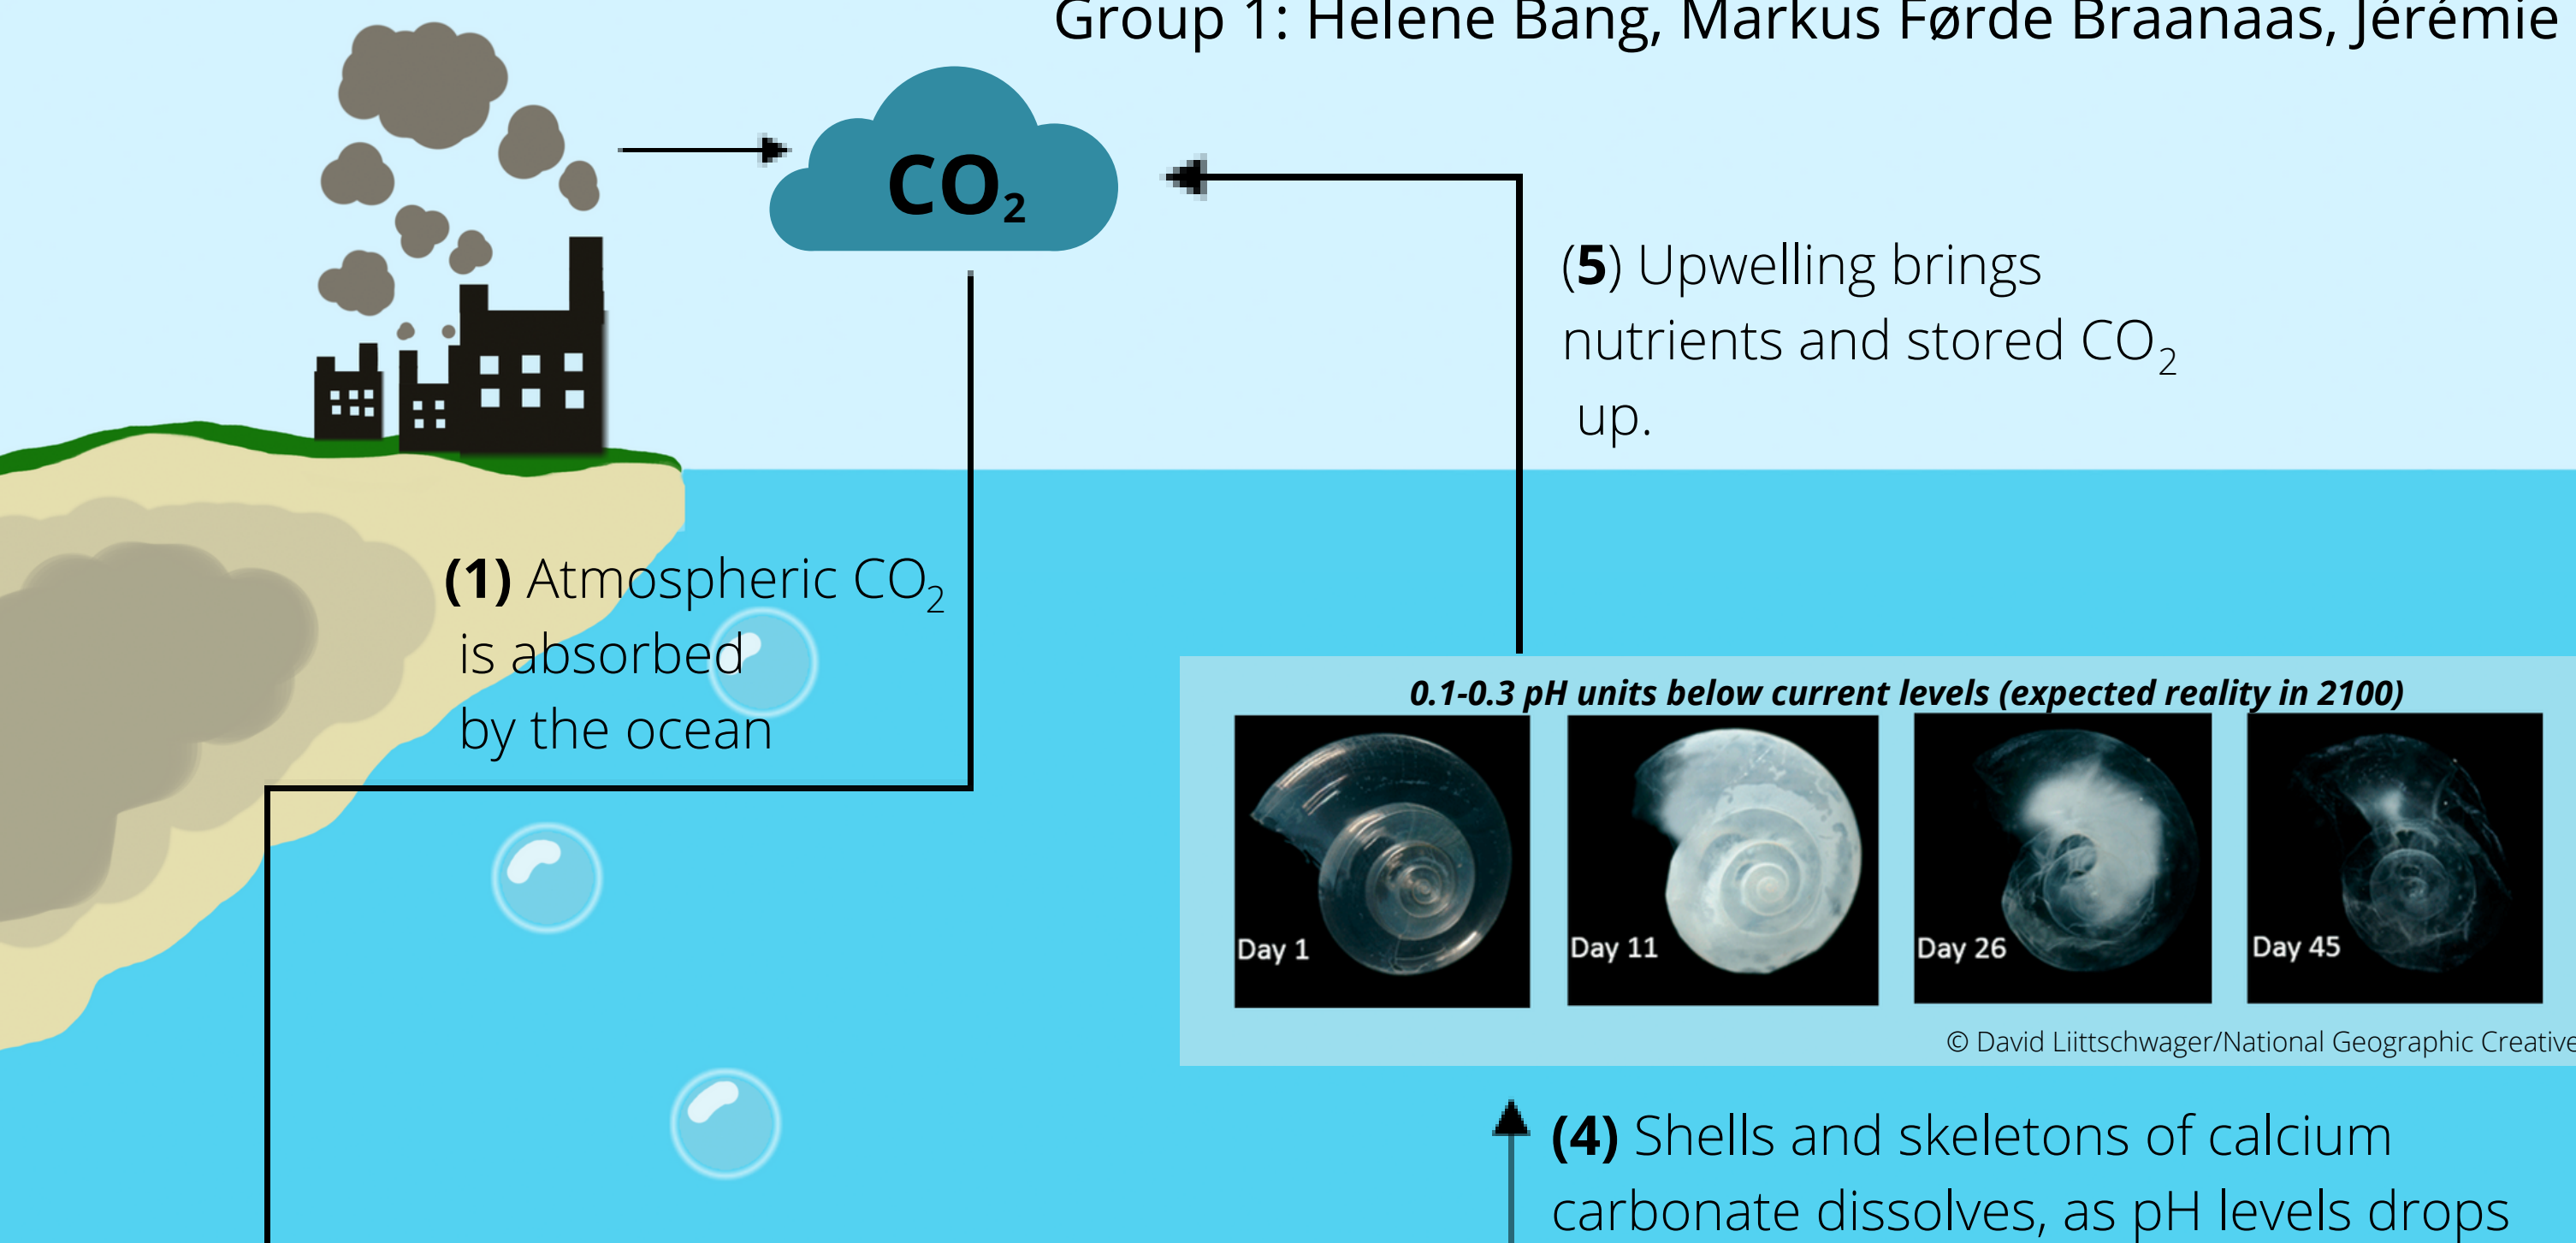 Group 1: Helene Bang, Markus Førde Braanaas, Jérémie
CO₂
(5) Upwelling brings
nutrients and stored CO₂
up.
(1) Atmospheric CO₂
is absorbed
by the ocean
0.1-0.3 pH units below current levels (expected reality in 2100)
Day 1
Day 11
Day 26
Day 45
© David Liittschwager/National Geographic Creative
(4) Shells and skeletons of calcium
carbonate dissolves, as pH levels drops